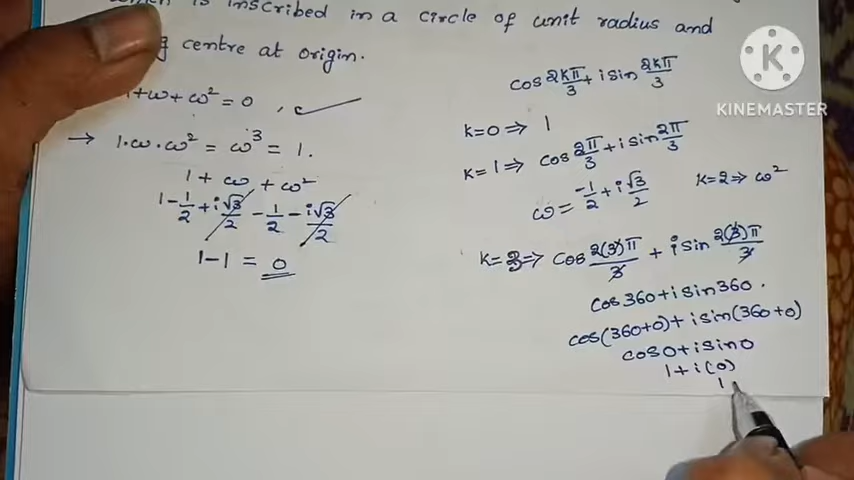 is inscribed in a circle of unit radius and
centre at origin.
1+ω+ω²=0 ,
→ 1.ω.ω² = ω³ = 1.
1 + ω + ω²
1-1/2+i√3/2 -1/2-i√3/2
1-1 = 0
cos 2kπ/3 + i sin 2kπ/3
k=0 ⇒ 1
k=1 ⇒ cos 2π/3 + i sin 2π/3
ω = -1/2 + i√3/2
k=2 ⇒ ω²
k=3 ⇒ cos 2(3)π/3 + i sin 2(3)π/3
cos 360 + i sin 360 .
cos(360+0) + i sin(360+0)
cos 0 + i sin 0
1 + i(0)
1
KINEMASTER